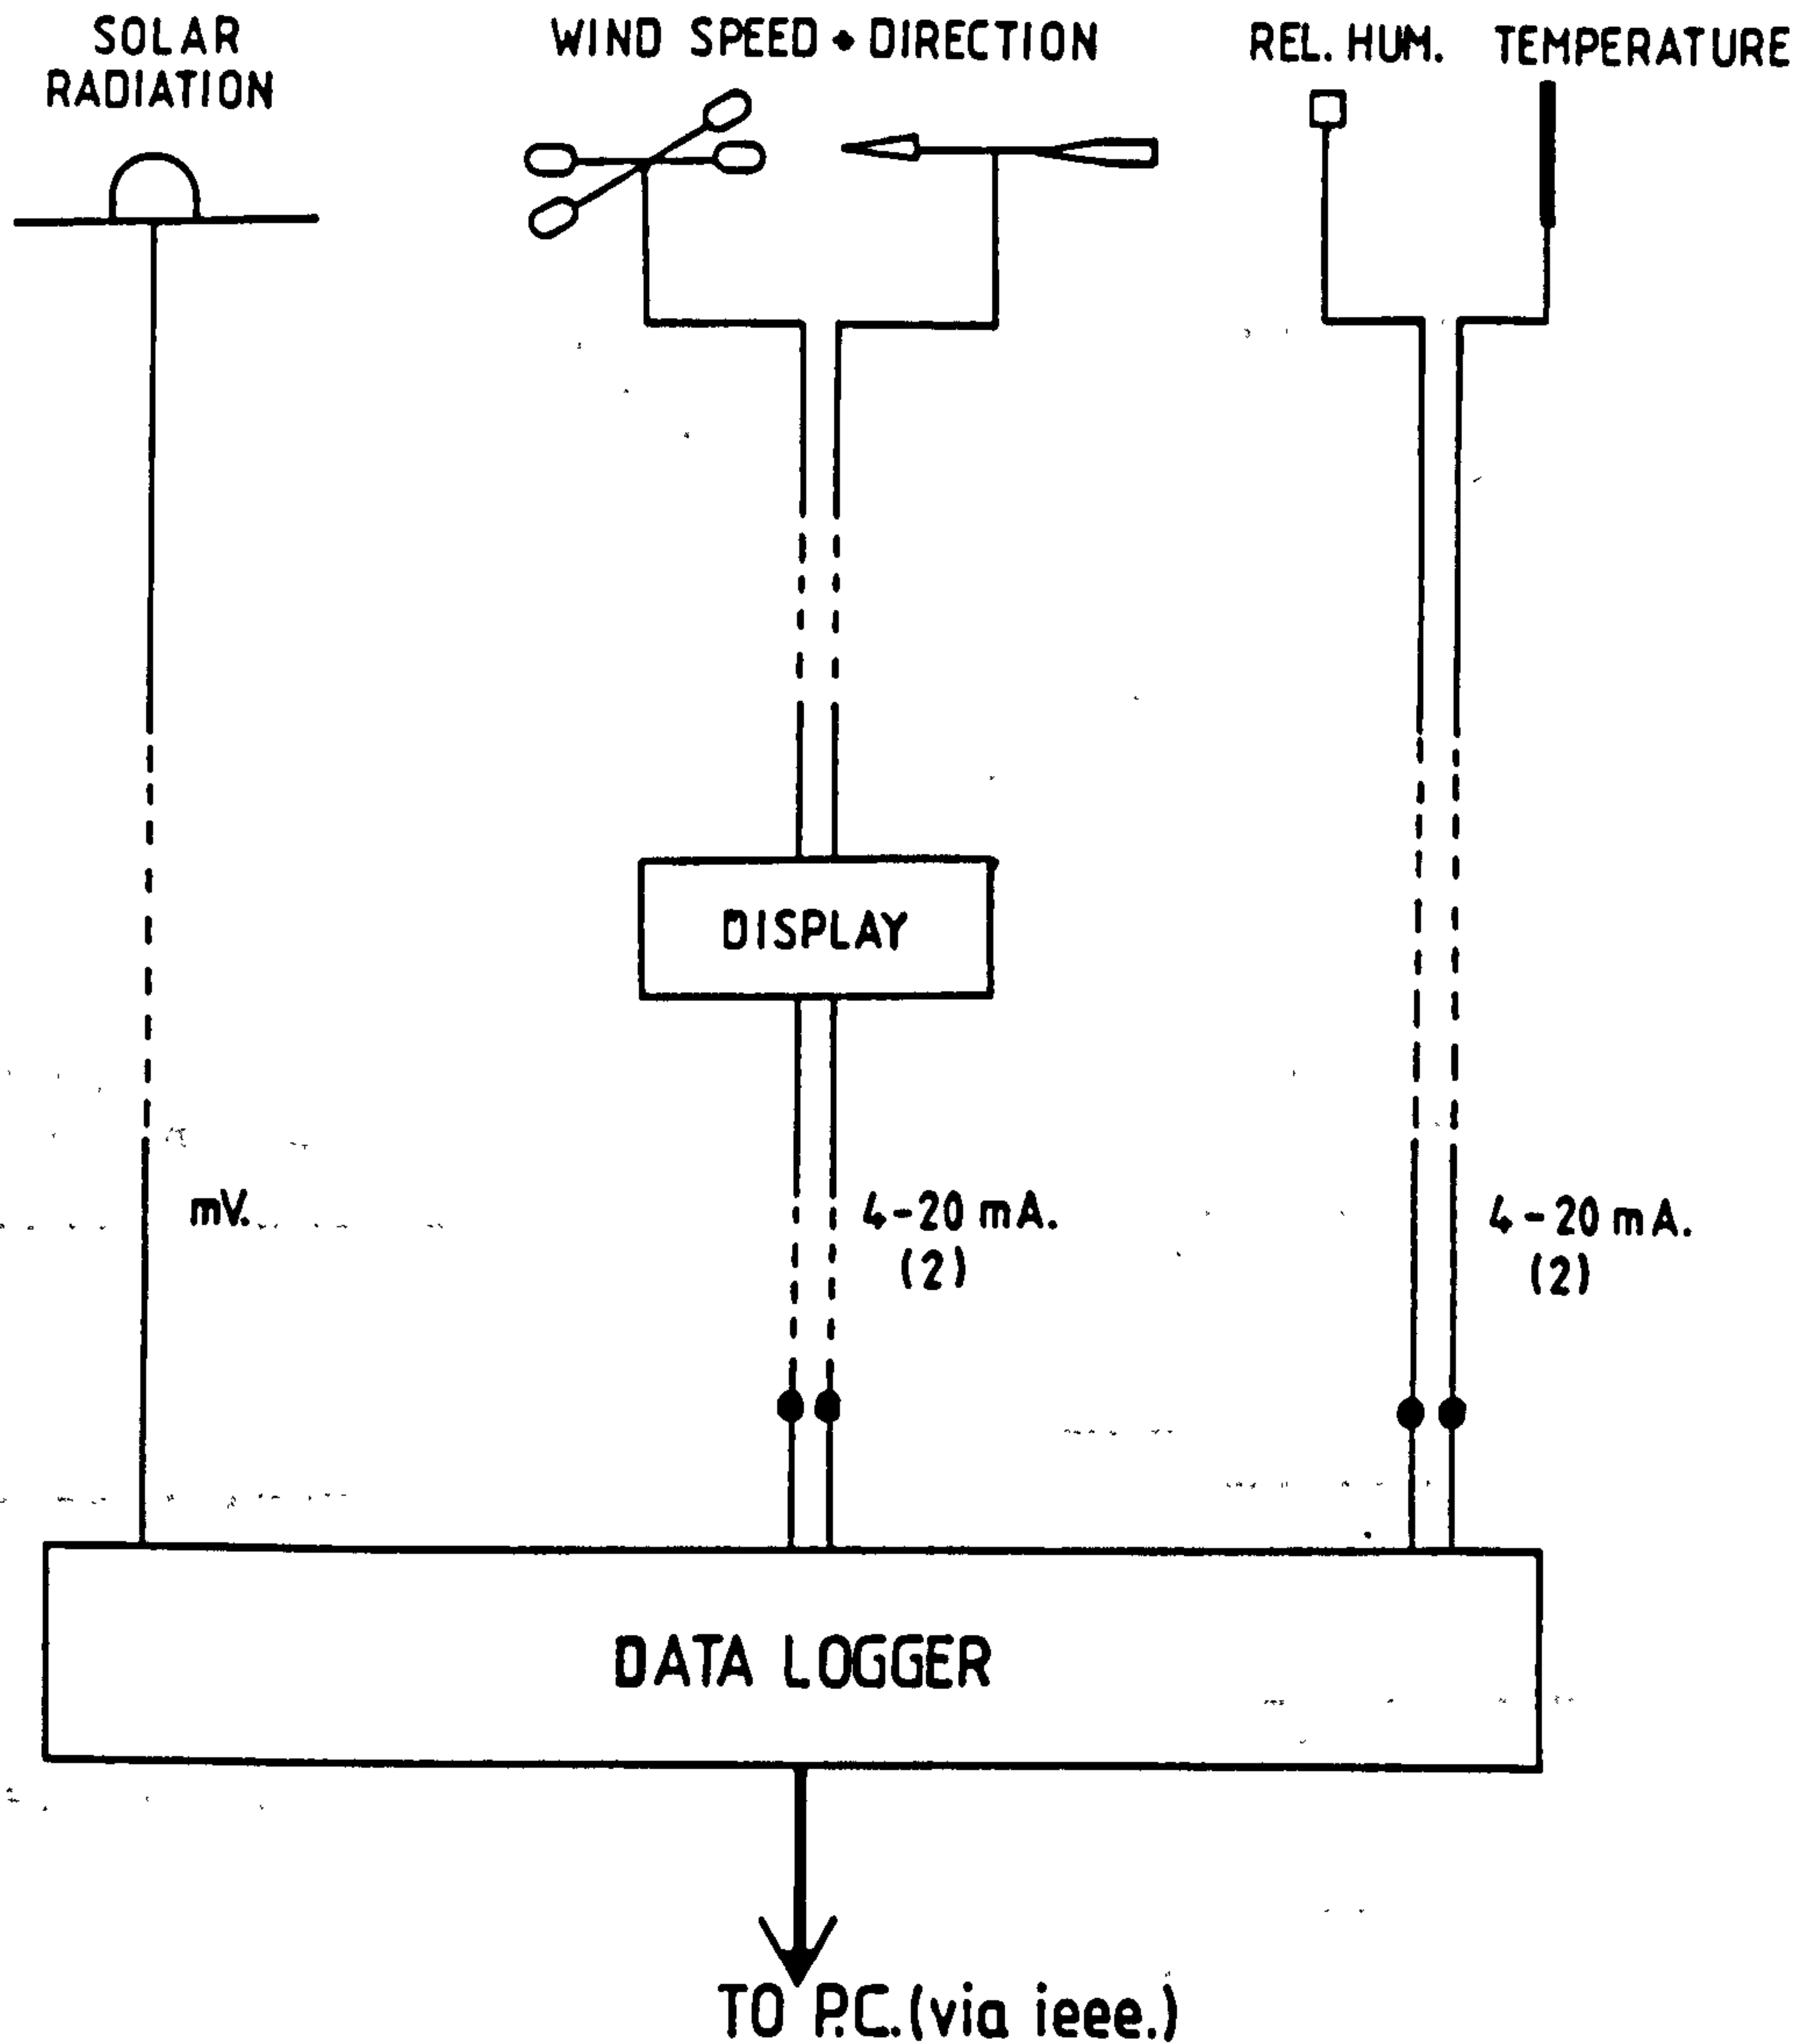 SOLAR
RADIATION
WIND SPEED + DIRECTION
REL. HUM.
TEMPERATURE
DISPLAY
mV.
4-20 mA.
(2)
4-20 mA.
(2)
DATA LOGGER
TO P.C. (via ieee.)